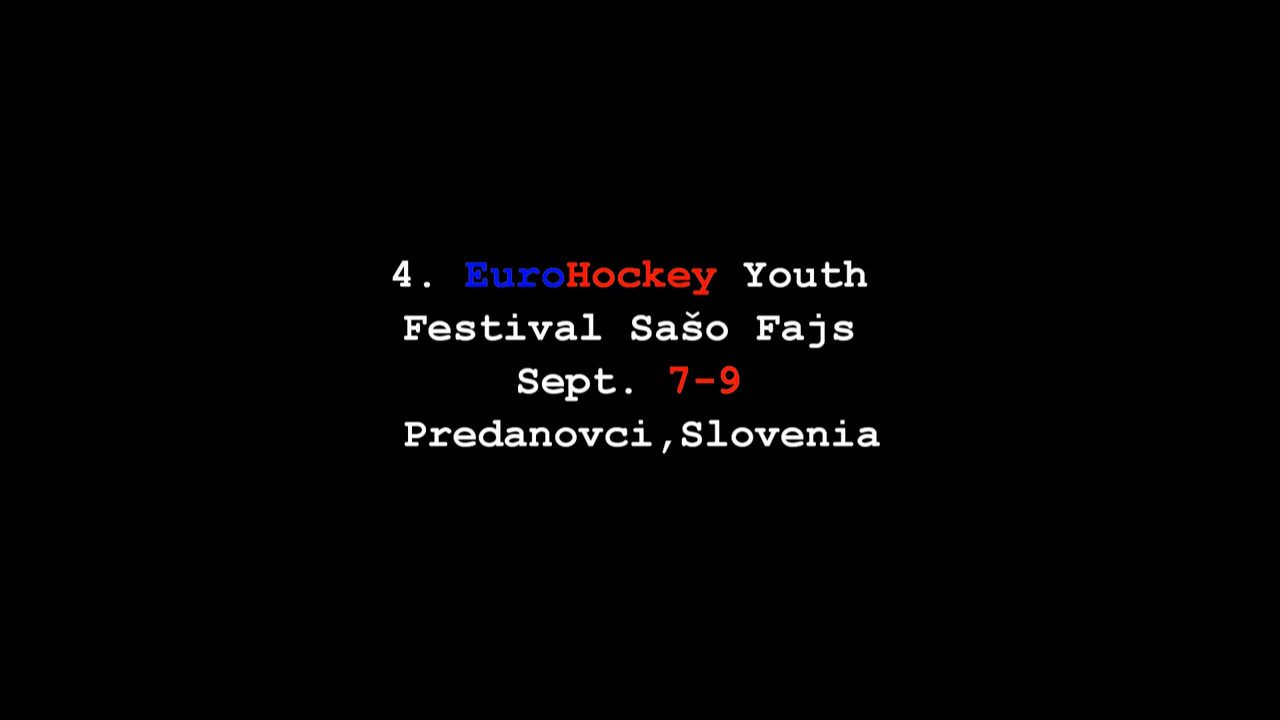 4. EuroHockey Youth
Festival Sašo Fajs
Sept. 7-9
Predanovci,Slovenia